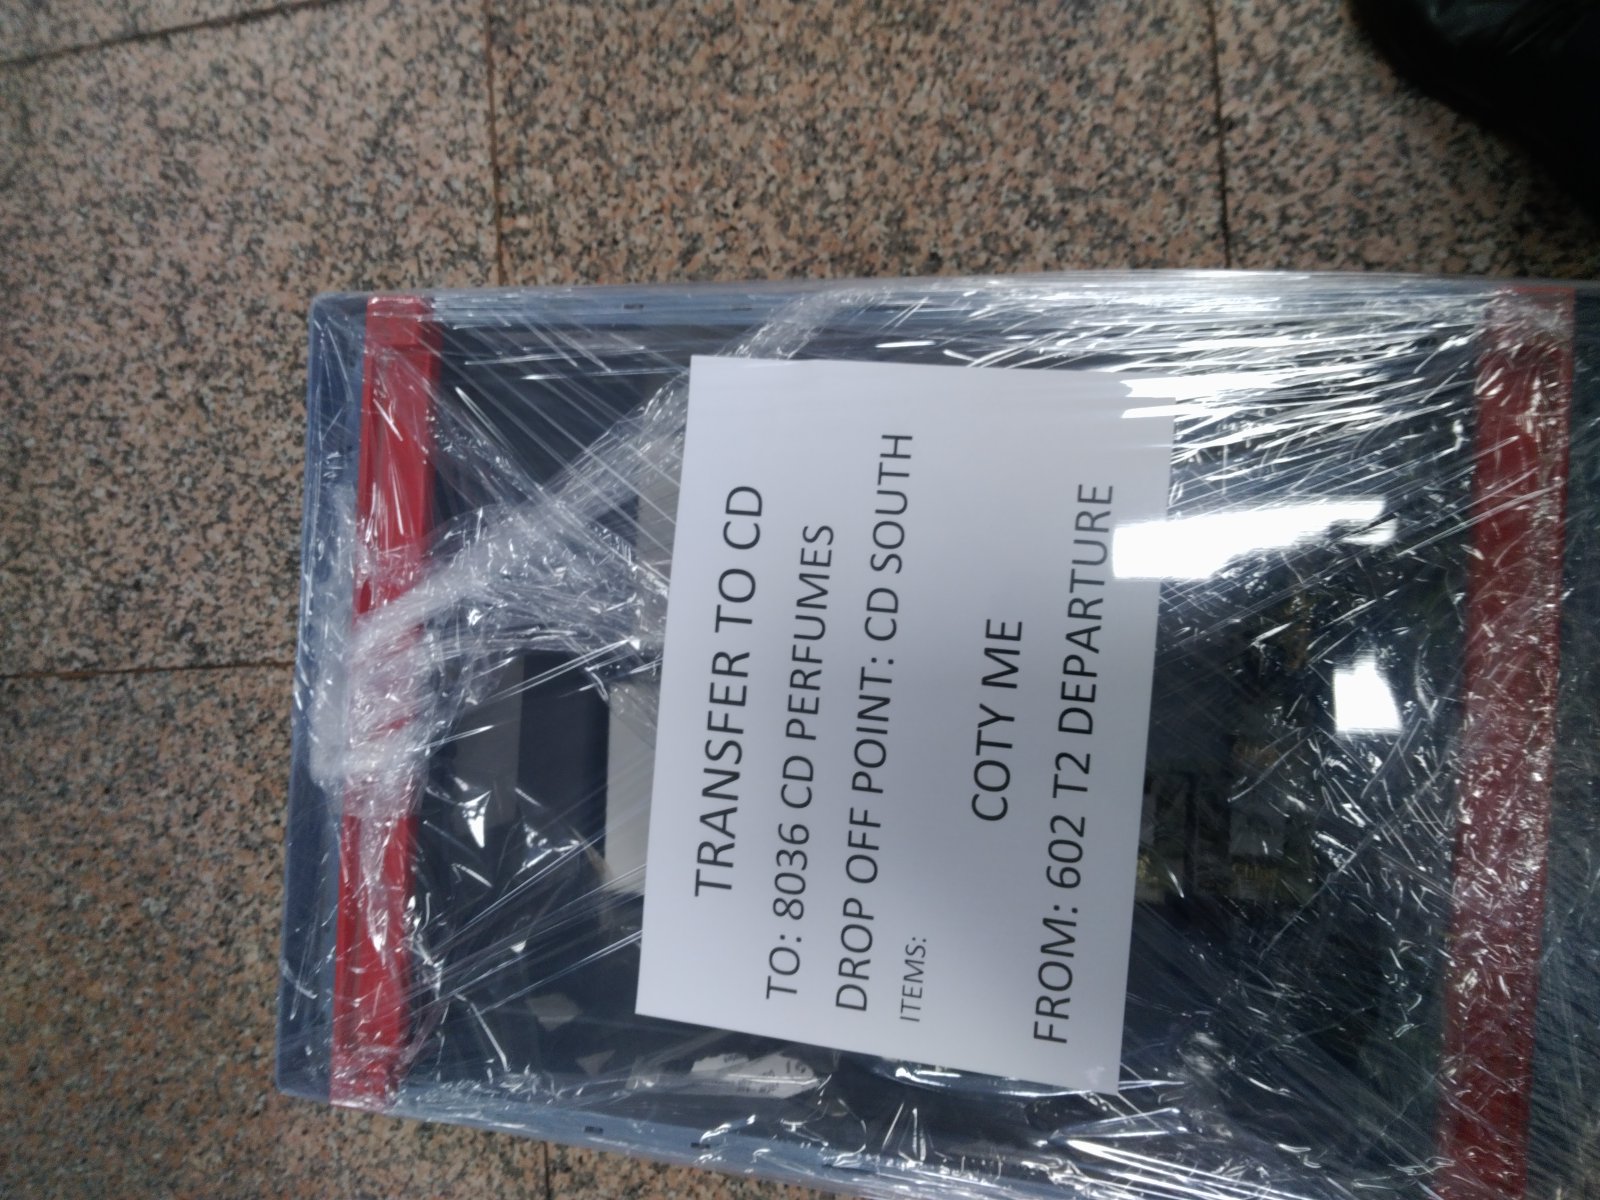 TRANSFER TO CD
TO: 8036 CD PERFUMES
DROP OFF POINT: CD SOUTH
ITEMS:
COTY ME
FROM: 602 T2 DEPARTURE